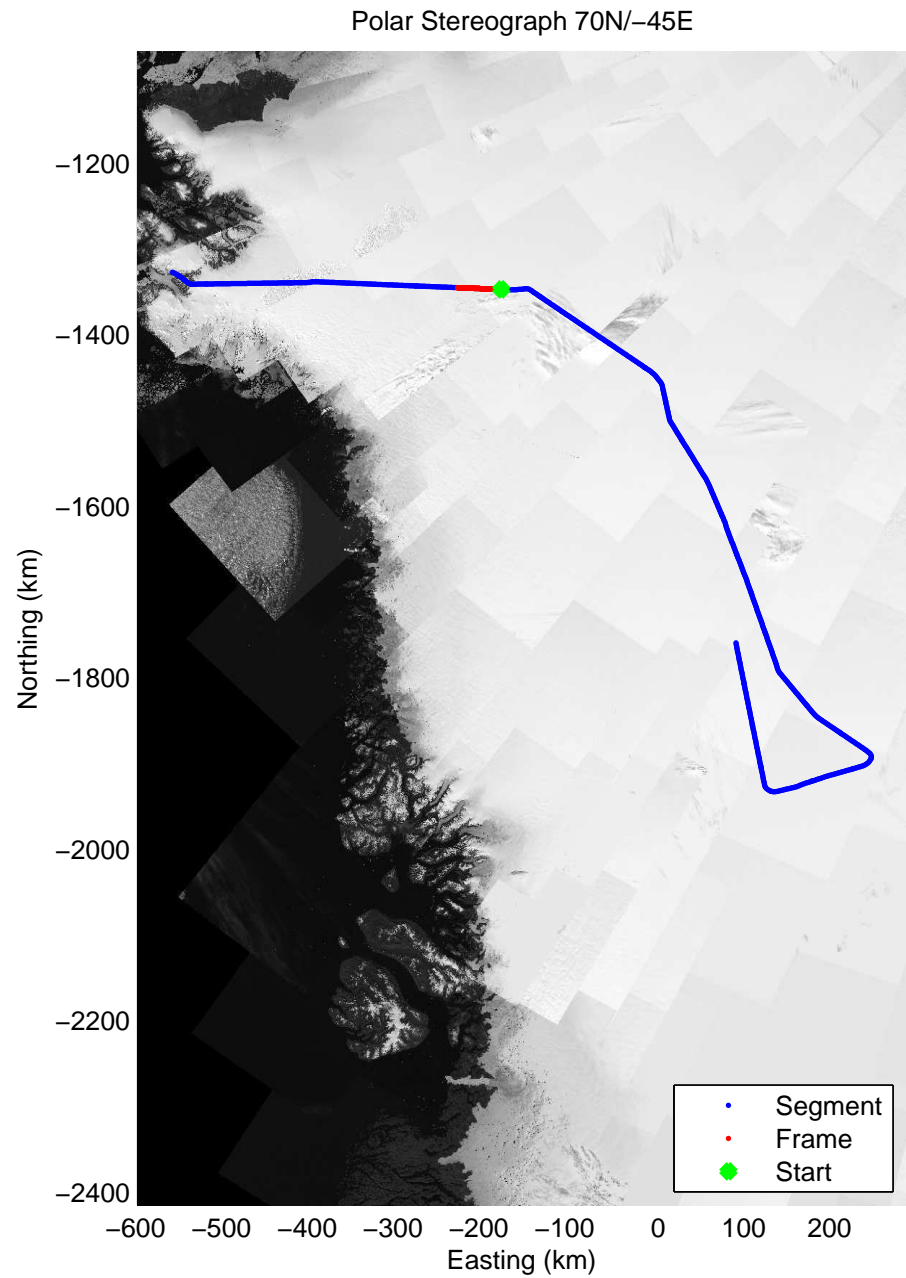 Polar Stereograph 70N/−45E
Northing (km)
−1200
−1400
−1600
−1800
−2000
−2200
−2400
−600 −500 −400 −300 −200 −100 0 100 200
Easting (km)
Segment
Frame
Start